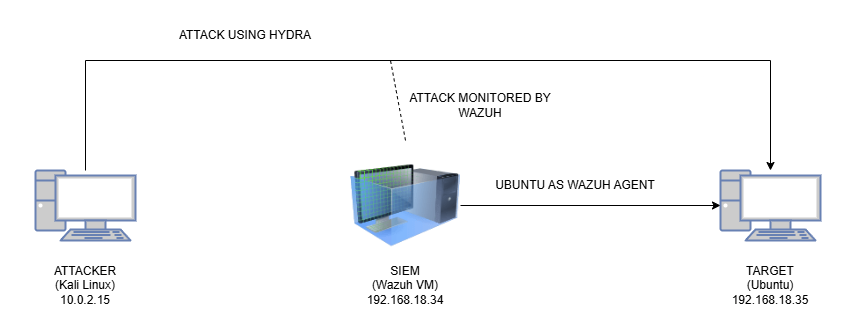 ATTACK USING HYDRA
ATTACK MONITORED BY
WAZUH
UBUNTU AS WAZUH AGENT
ATTACKER
(Kali Linux)
10.0.2.15
SIEM
(Wazuh VM)
192.168.18.34
TARGET
(Ubuntu)
192.168.18.35